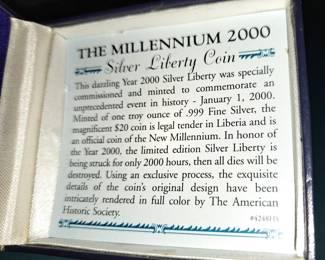 THE MILLENNIUM 2000
Silver Liberty Coin
This dazzling Year 2000 Silver Liberty was specially
commissioned and minted to commemorate an
unprecedented event in history - January 1, 2000.
Minted of one troy ounce of .999 Fine Silver, the
magnificent $20 coin is legal render in Liberia and is
an official coin of the New Millennium. In honor of
the Year 2000, the limited edition Silver Liberty is
being struck for only 2000 hours, then all dies will be
destroyed. Using an exclusive process, the exquisite
details of the coin's original design have been
intricately rendered in full color by The American
Historic Society.